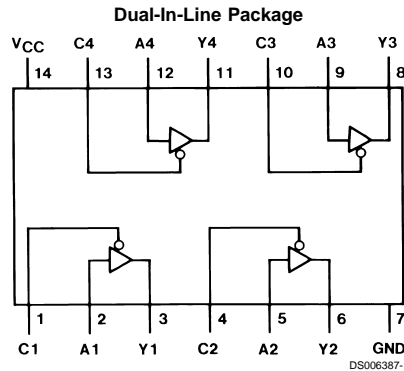 Dual-In-Line Package
VCC C4 A4 Y4 C3 A3 Y3
14 13 12 11 10 9 8
1 2 3 4 5 6 7
C1 A1 Y1 C2 A2 Y2 GND
DS006387-